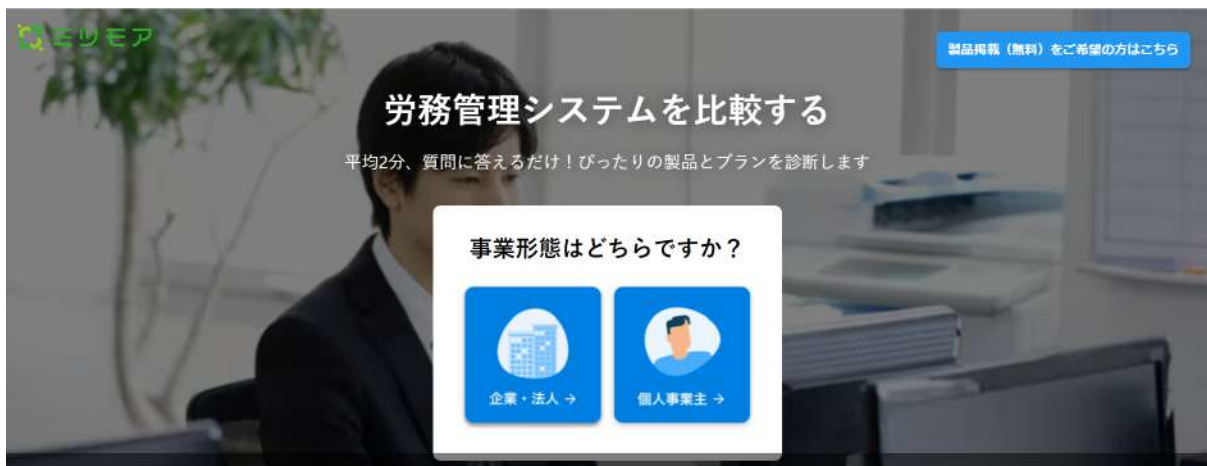 ミツモア
製品掲載（無料）をご希望の方はこちら
労務管理システムを比較する
平均2分、質問に答えるだけ！ぴったりの製品とプランを診断します
事業形態はどちらですか？
企業・法人 →
個人事業主 →